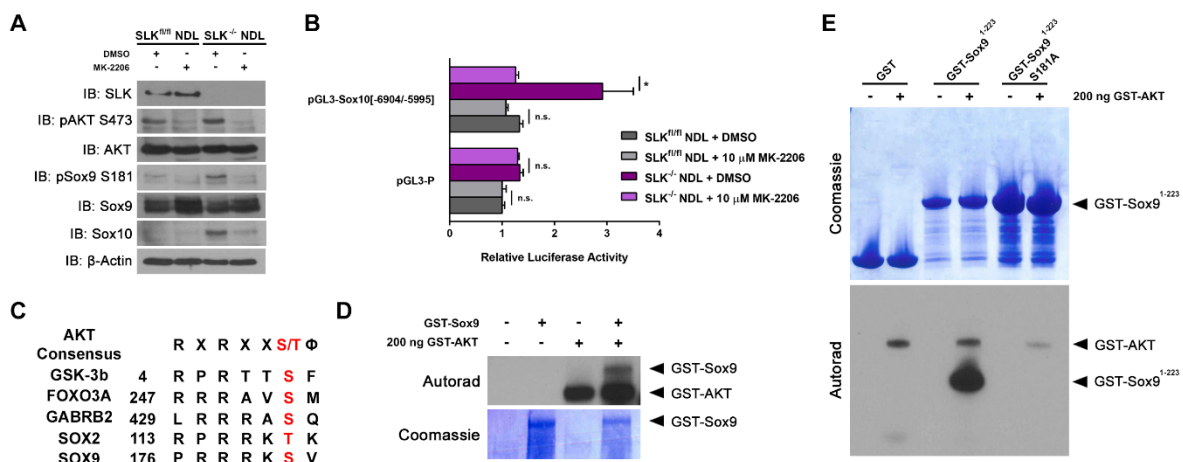 A
SLK^fl/fl NDL SLK^-/- NDL
DMSO + - + -
MK-2206 - + - +
IB: SLK
IB: pAKT S473
IB: AKT
IB: pSox9 S181
IB: Sox9
IB: Sox10
IB: β-Actin
B
pGL3-Sox10[-6904/-5995]
pGL3-P
*
n.s.
n.s.
n.s.
SLK^fl/fl NDL + DMSO
SLK^fl/fl NDL + 10 μM MK-2206
SLK^-/- NDL + DMSO
SLK^-/- NDL + 10 μM MK-2206
0 1 2 3 4
Relative Luciferase Activity
C
AKT
Consensus R X R X X S/T Φ
GSK-3b 4 R P R T T S F
FOXO3A 247 R R R A V S M
GABRB2 429 L R R R A S Q
SOX2 113 R P R R K T K
SOX9 176 P R R R K S V
D
GST-Sox9 - + - +
200 ng GST-AKT - - + +
Autorad
GST-Sox9
GST-AKT
Coomassie
GST-Sox9
E
GST
GST-Sox9^1-223
GST-Sox9^1-223
S181A
- + - + - + 200 ng GST-AKT
Coomassie
GST-Sox9^1-223
Autorad
GST-AKT
GST-Sox9^1-223